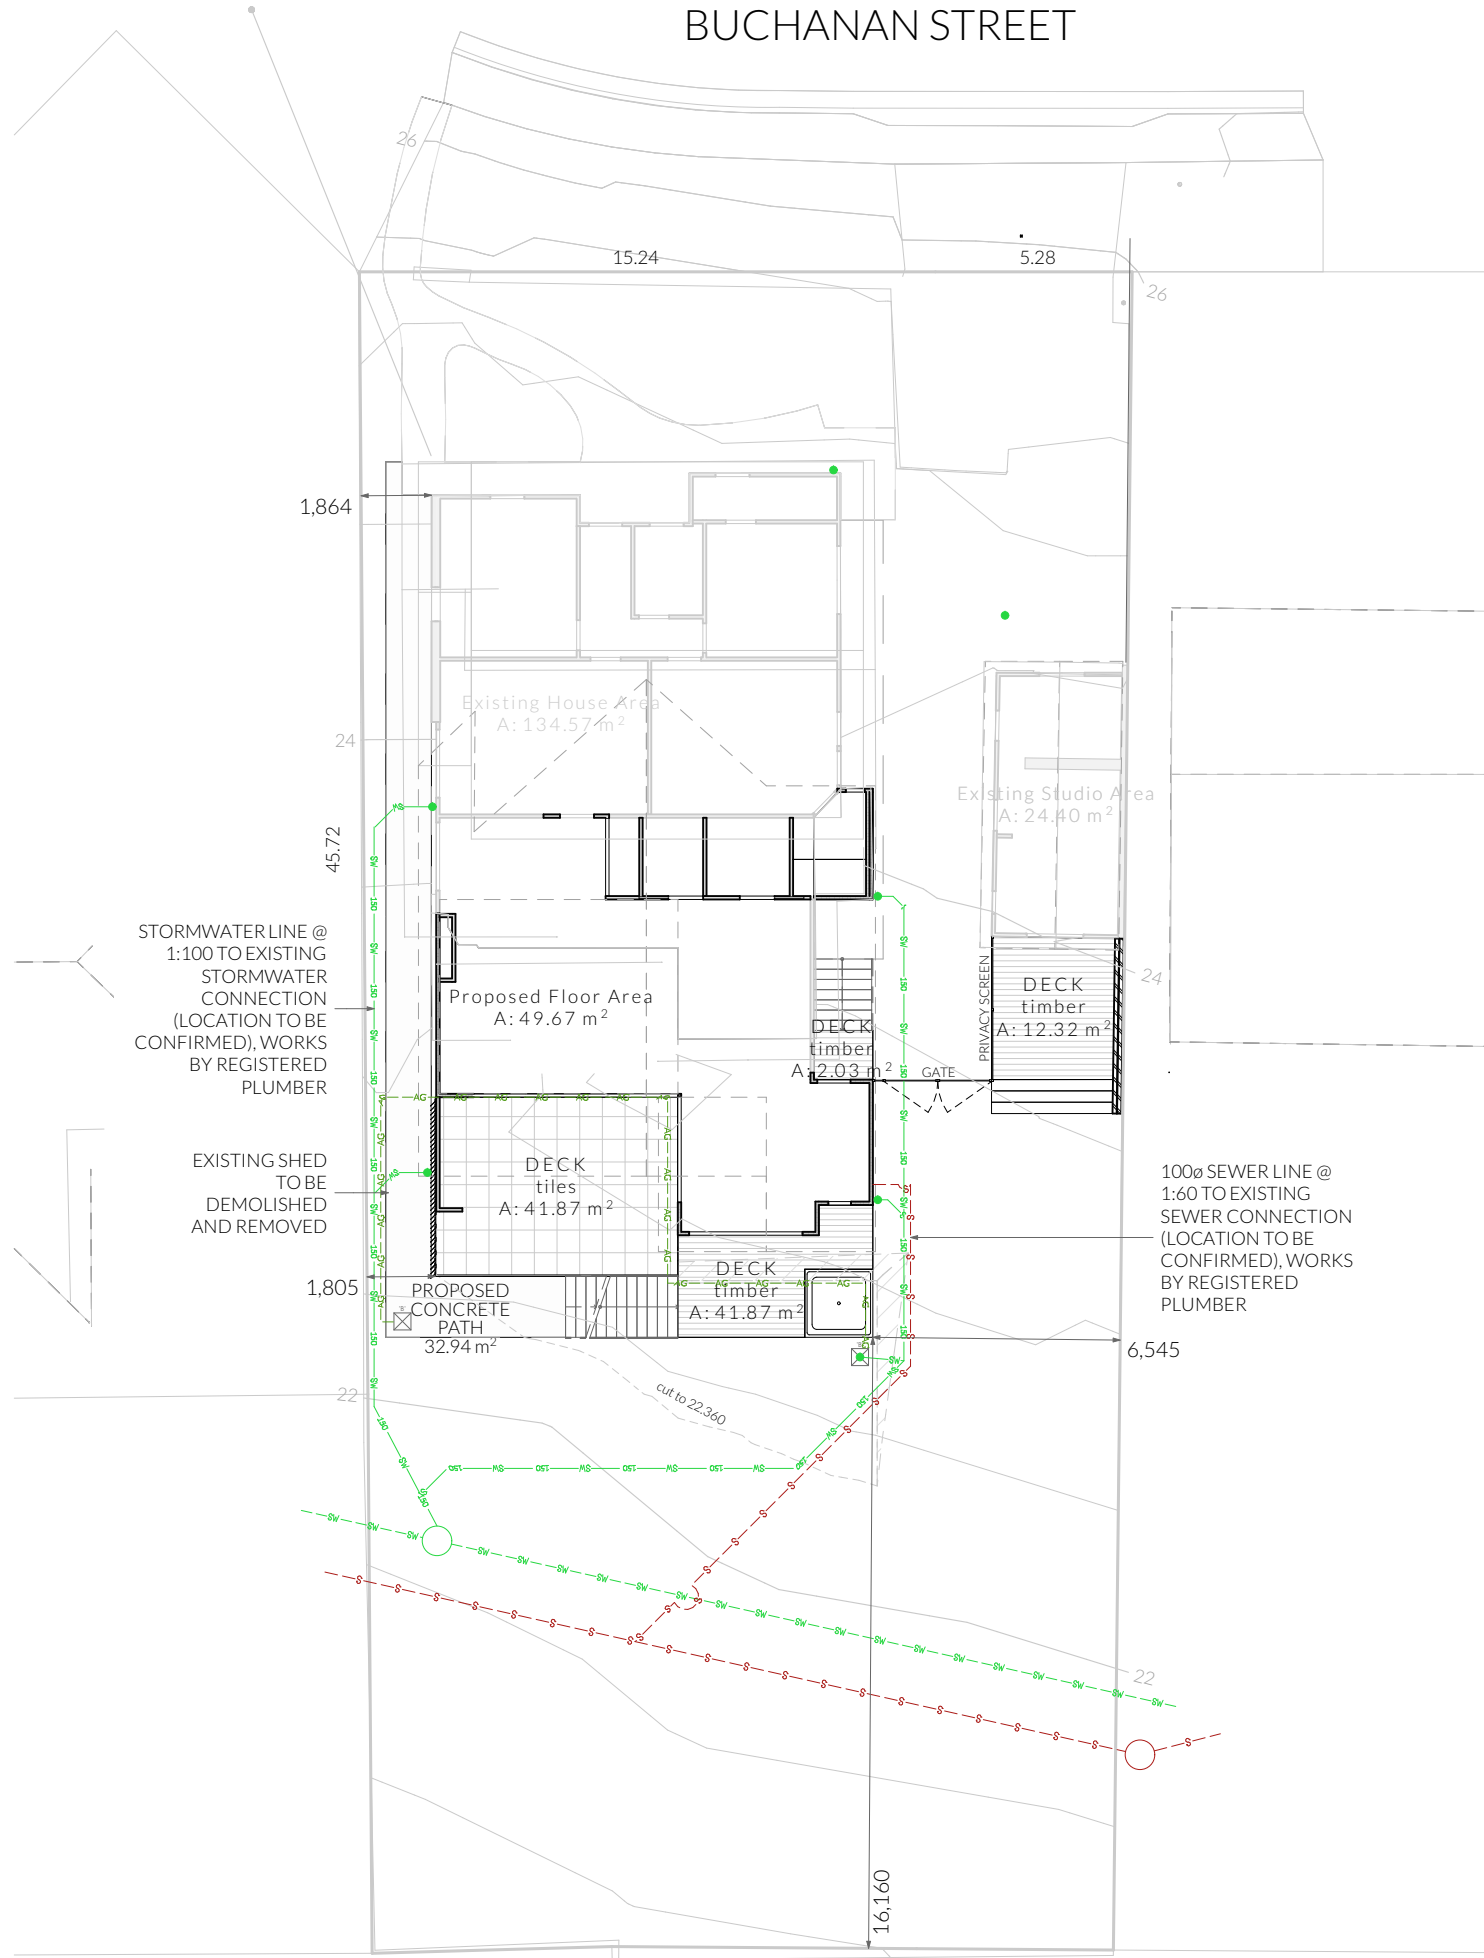 BUCHANAN STREET
26
15.24
5.28
26
1,864
Existing House Area
A: 134.57 m²
24
45.72
Existing Studio Area
A: 24.40 m²
STORMWATER LINE @
1:100 TO EXISTING
STORMWATER
CONNECTION
(LOCATION TO BE
CONFIRMED), WORKS
BY REGISTERED
PLUMBER
Proposed Floor Area
A: 49.67 m²
PRIVACY SCREEN
DECK
timber
A: 12.32 m²
24
DECK
timber
A: 2.03 m²
GATE
EXISTING SHED
TO BE
DEMOLISHED
AND REMOVED
DECK
tiles
A: 41.87 m²
100ø SEWER LINE @
1:60 TO EXISTING
SEWER CONNECTION
(LOCATION TO BE
CONFIRMED), WORKS
BY REGISTERED
PLUMBER
1,805
PROPOSED
CONCRETE
PATH
32.94 m²
DECK
timber
A: 41.87 m²
6,545
22
cut to 22.360
22
16,160